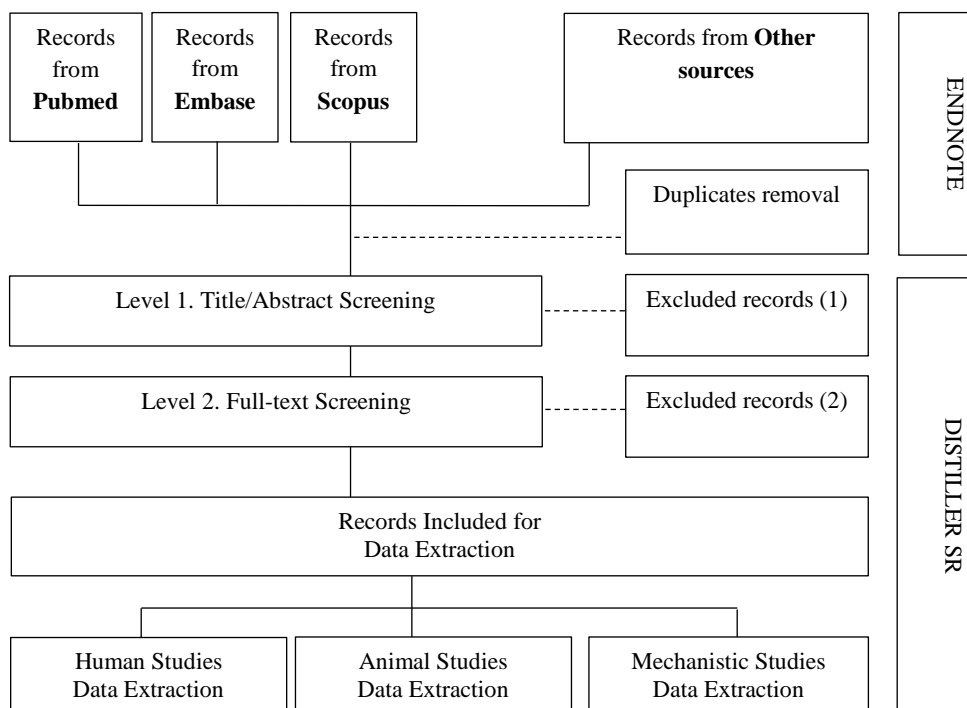 Records
from
Pubmed
Records
from
Embase
Records
from
Scopus
Records from Other
sources
ENDNOTE
Duplicates removal
Level 1. Title/Abstract Screening
Excluded records (1)
Level 2. Full-text Screening
Excluded records (2)
DISTILLER SR
Records Included for
Data Extraction
Human Studies
Data Extraction
Animal Studies
Data Extraction
Mechanistic Studies
Data Extraction